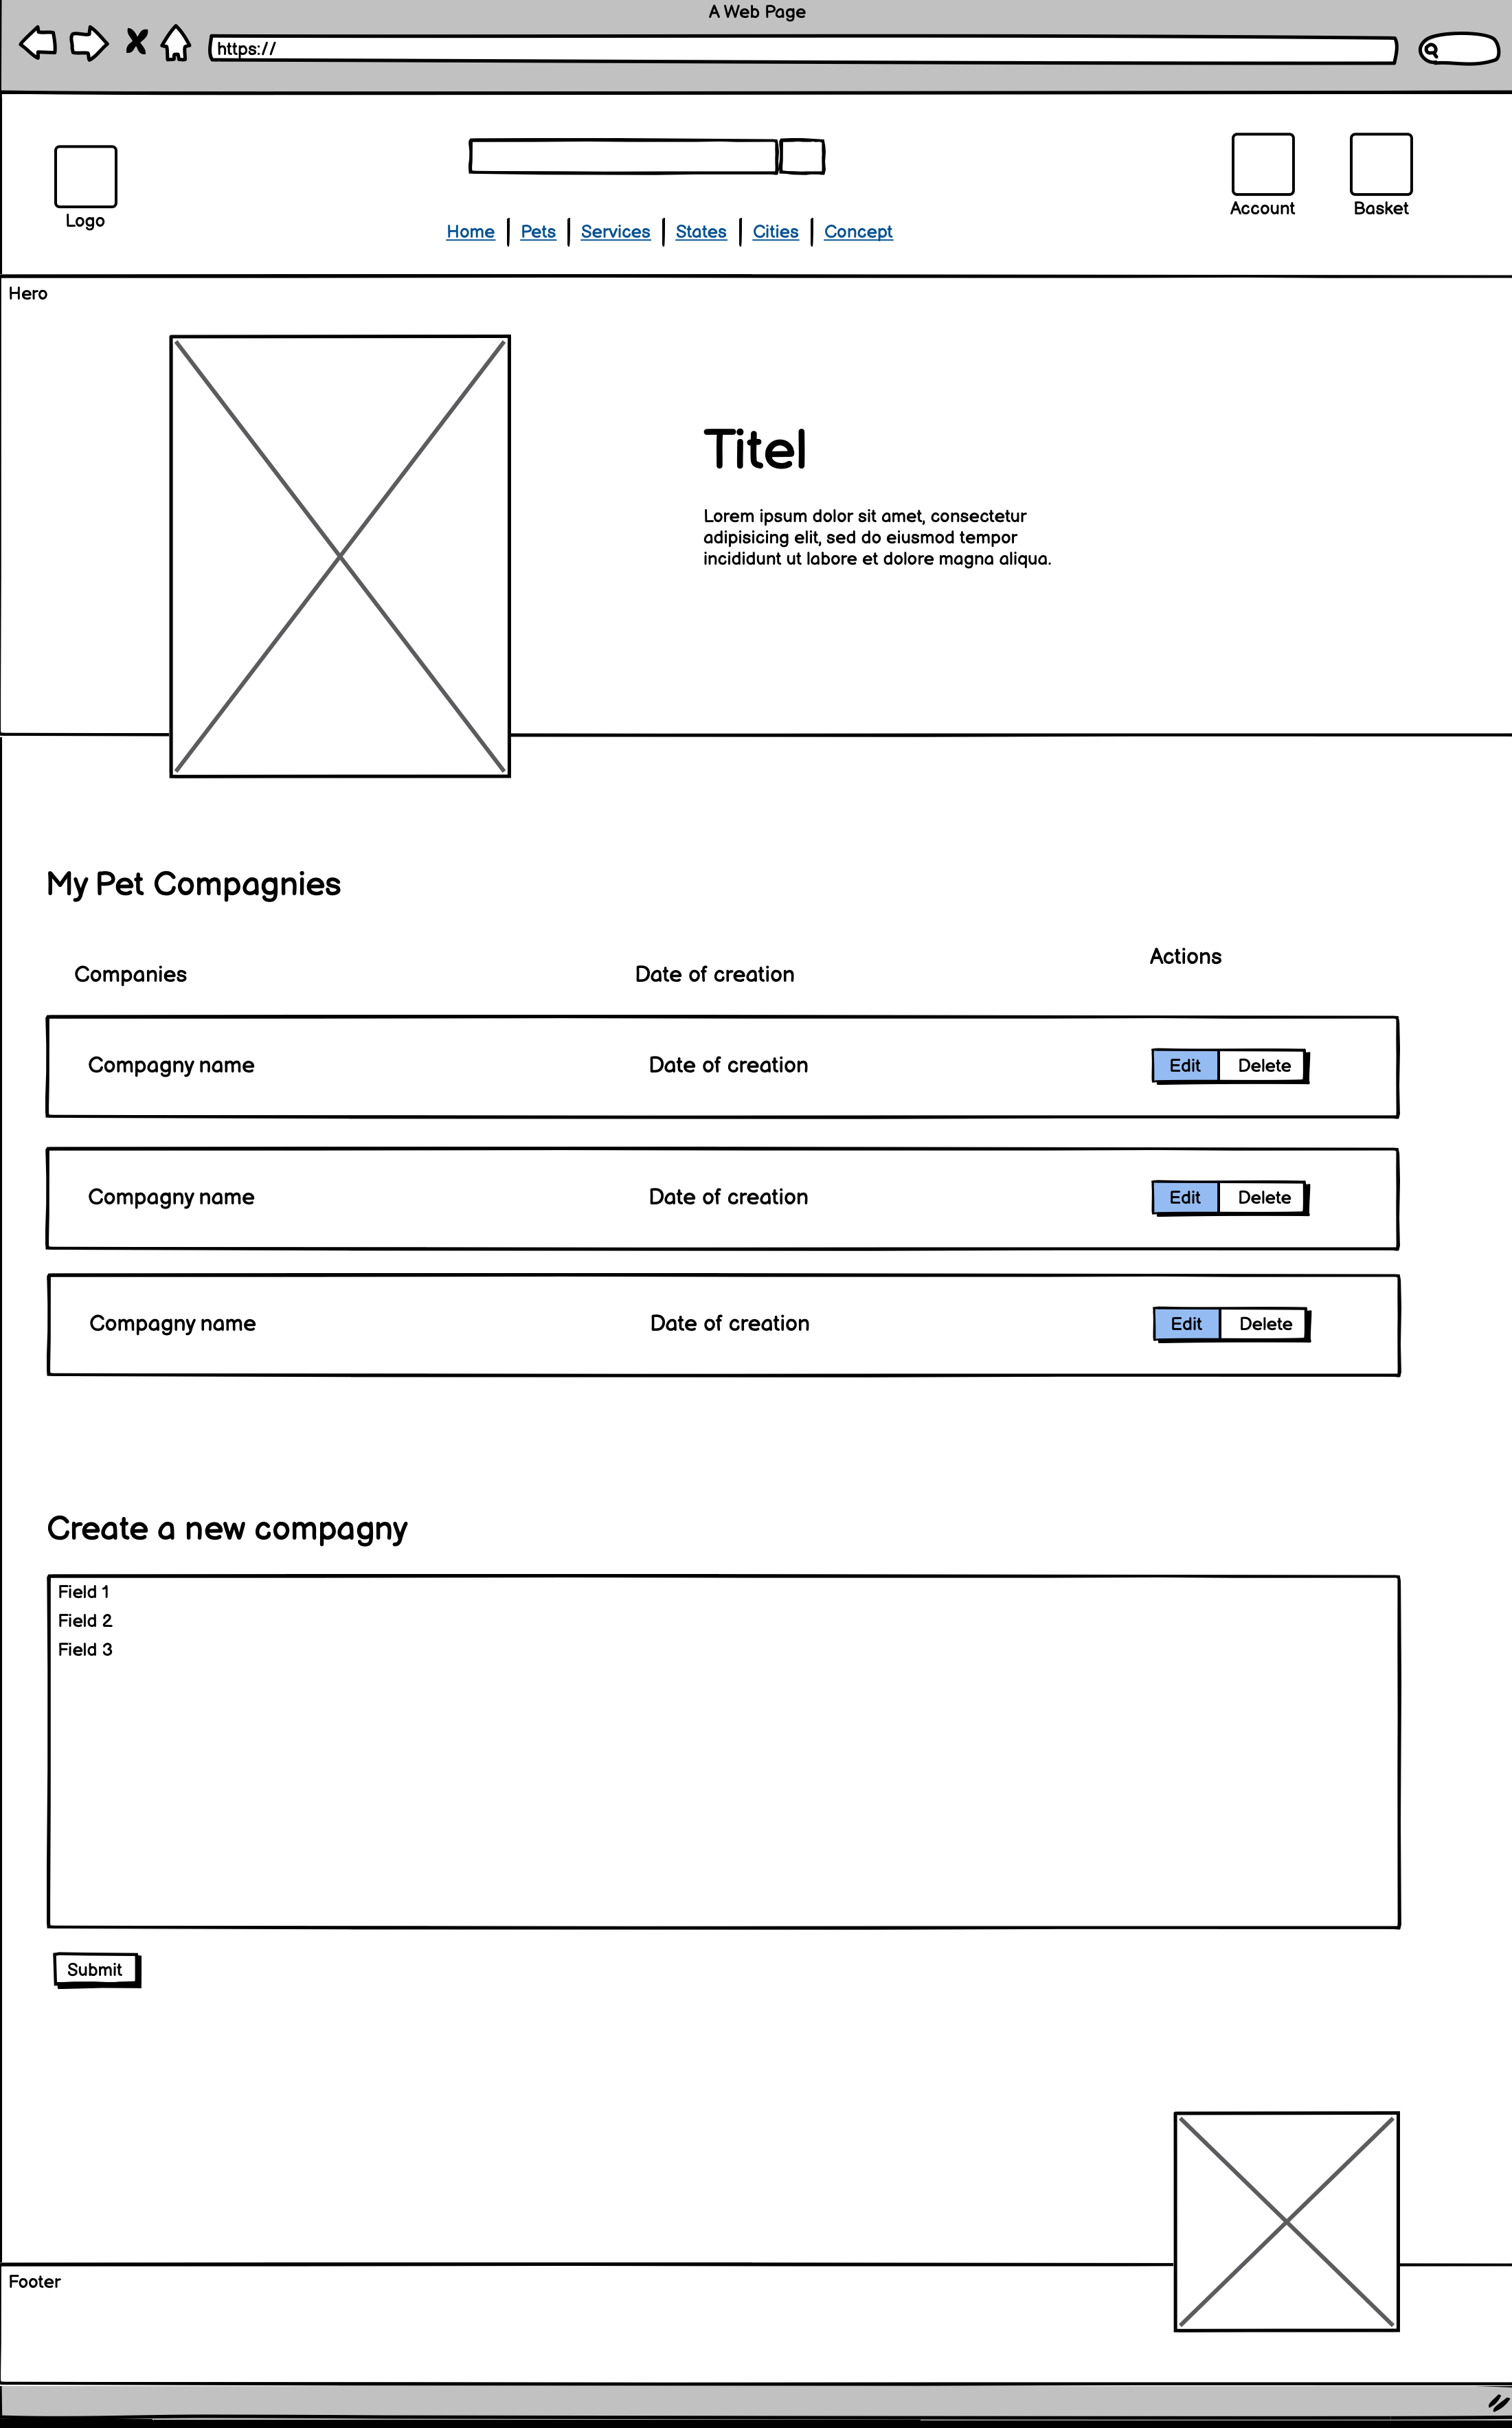 A Web Page
https://
Logo
Account
Basket
Home Pets Services States Cities Concept
Hero
Titel
Lorem ipsum dolor sit amet, consectetur
adipisicing elit, sed do eiusmod tempor
incididunt ut labore et dolore magna aliqua.
My Pet Compagnies
Companies Date of creation Actions
Compagny name Date of creation Edit Delete
Compagny name Date of creation Edit Delete
Compagny name Date of creation Edit Delete
Create a new compagny
Field 1
Field 2
Field 3
Submit
Footer